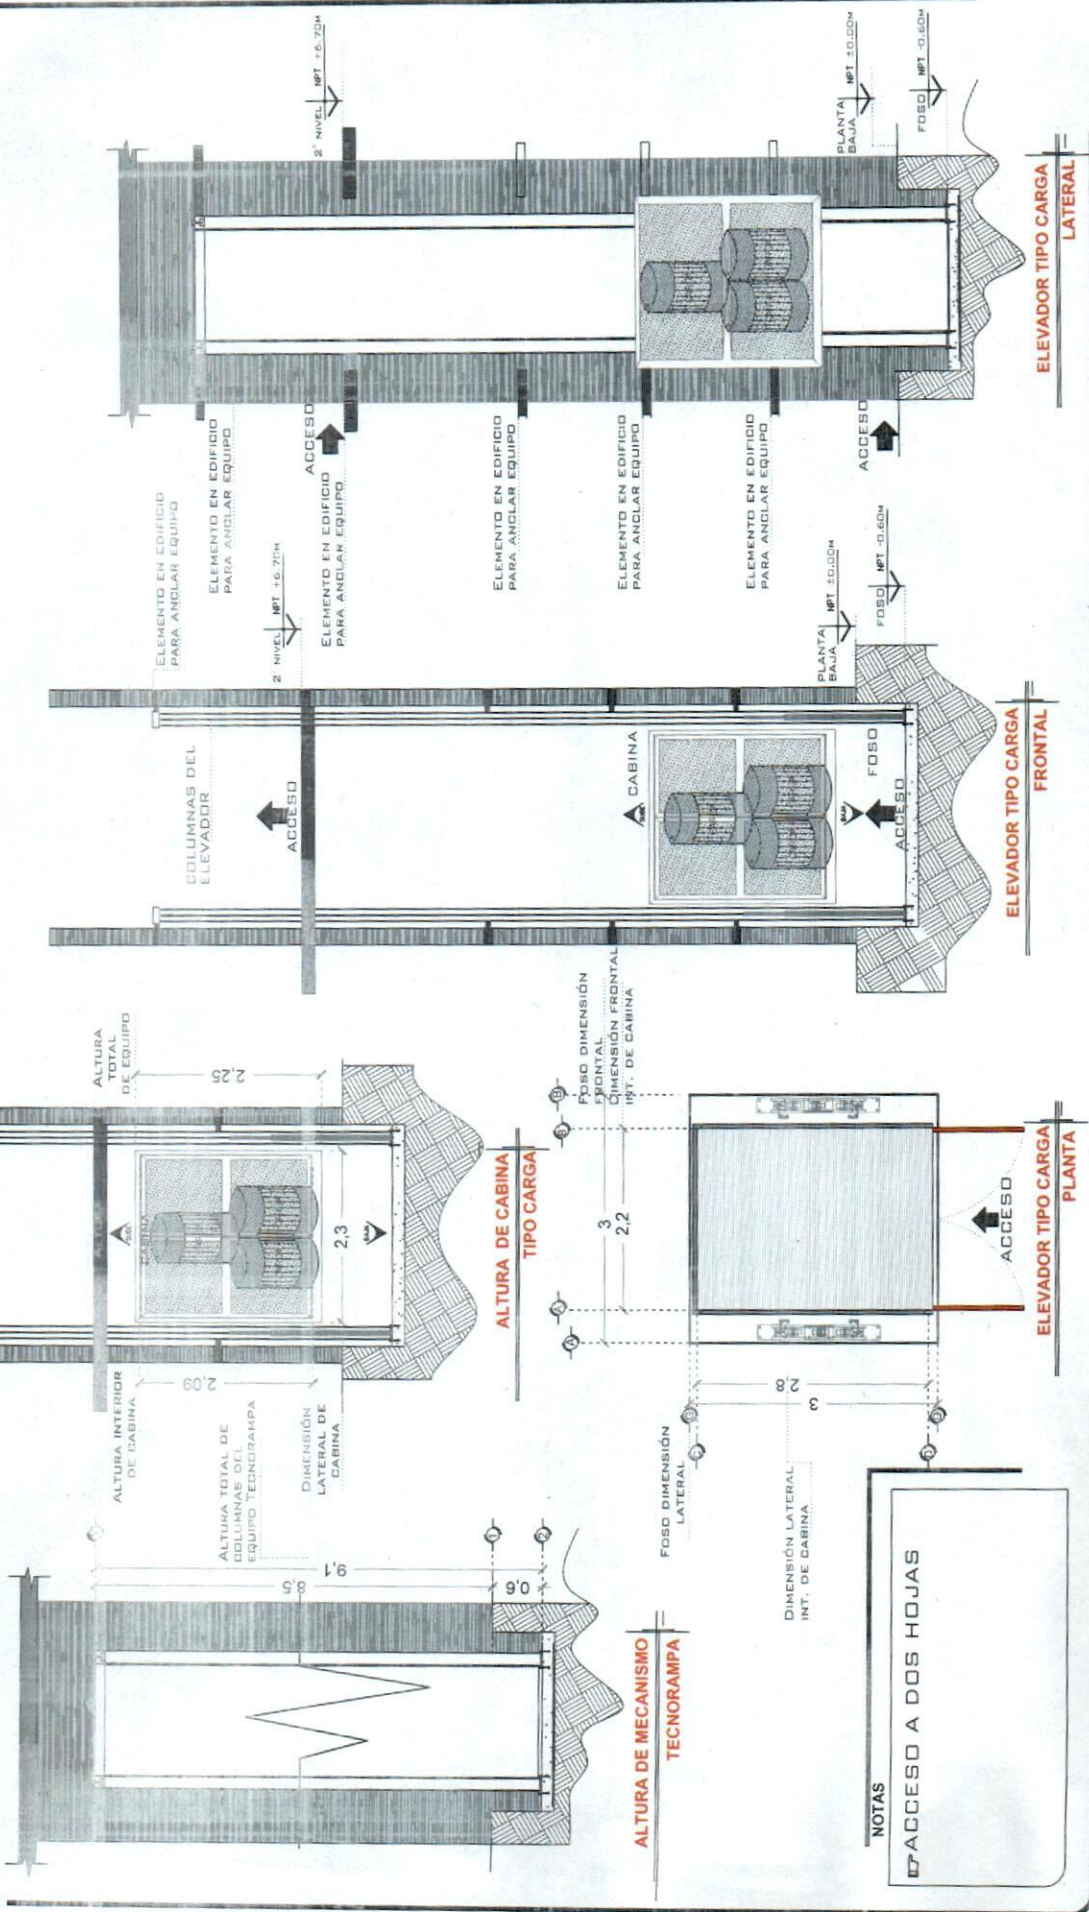 2° NIVEL NPT +6.70M
PLANTA
BAJA NPT ±0.00M
FOSO NPT -0.60M
ELEMENTO EN EDIFICIO
PARA ANCLAR EQUIPO
ACCESO
ELEMENTO EN EDIFICIO
PARA ANCLAR EQUIPO
ELEMENTO EN EDIFICIO
PARA ANCLAR EQUIPO
ELEMENTO EN EDIFICIO
PARA ANCLAR EQUIPO
ELEMENTO EN EDIFICIO
PARA ANCLAR EQUIPO
ACCESO
ELEVADOR TIPO CARGA
LATERAL
ELEMENTO EN EDIFICIO
PARA ANCLAR EQUIPO
2° NIVEL NPT +6.70M
PLANTA
BAJA NPT ±0.00M
FOSO NPT -0.60M
COLUMNAS DEL
ELEVADOR
ACCESO
CABINA
SUBE
BAJA
FOSO
ACCESO
ELEVADOR TIPO CARGA
FRONTAL
ALTURA
TOTAL
DE EQUIPO
2,25
SUBE
CABINA
2,3
BAJA
2,09
ALTURA INTERIOR
DE CABINA
DIMENSIÓN
LATERAL DE
CABINA
ALTURA DE CABINA
TIPO CARGA
ALTURA TOTAL DE
COLUMNAS DEL
EQUIPO TECNORAMPA
9,1
8,5
0,6
1
2
ALTURA DE MECANISMO
TECNORAMPA
FOSO DIMENSIÓN
FRONTAL
DIMENSIÓN FRONTAL
INT. DE CABINA
B
B'
A'
A
3
2,2
2,8
3
C
C'
D'
D
FOSO DIMENSIÓN
LATERAL
DIMENSIÓN LATERAL
INT. DE CABINA
ACCESO
ELEVADOR TIPO CARGA
PLANTA
NOTAS
ACCESO A DOS HOJAS